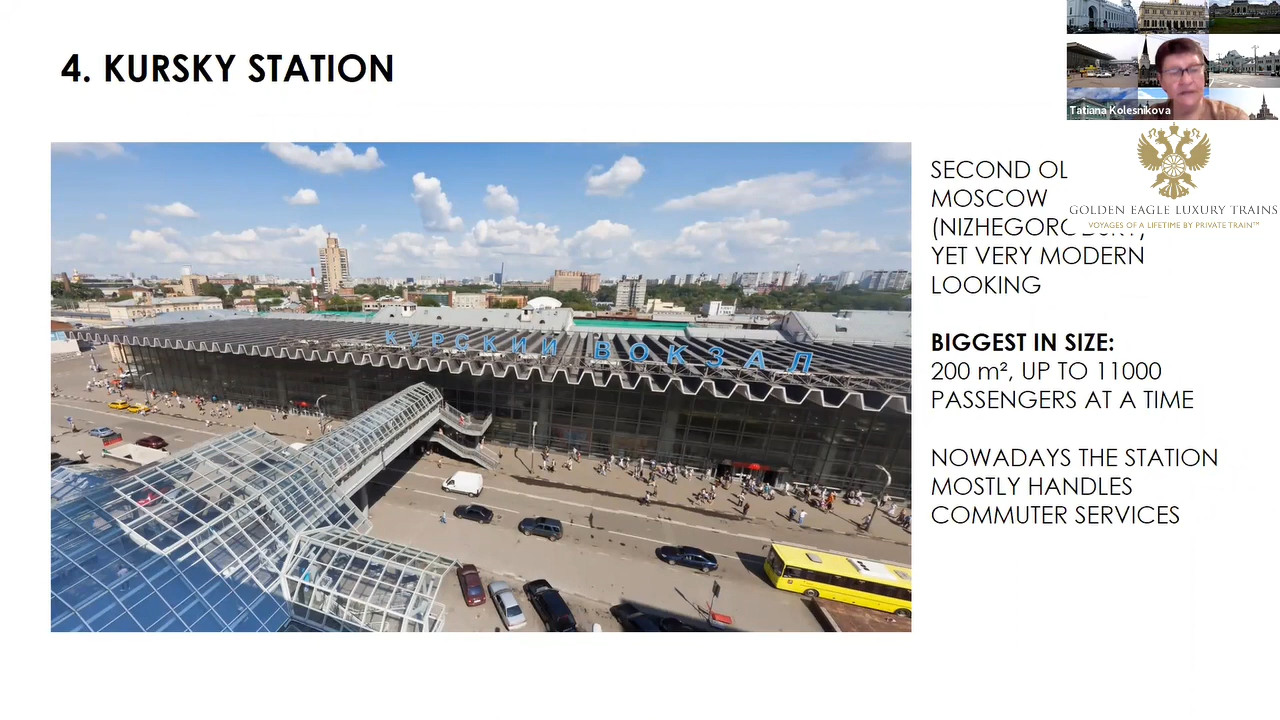 4. KURSKY STATION
Tatiana Kolesnikova
GOLDEN EAGLE LUXURY TRAINS
VOYAGES OF A LIFETIME BY PRIVATE TRAIN™
SECOND
MOSCOW
YET VERY MODERN
LOOKING
BIGGEST IN SIZE:
200 m², UP TO 11000
PASSENGERS AT A TIME
NOWADAYS THE STATION
MOSTLY HANDLES
COMMUTER SERVICES
КУРСКИЙ ВОКЗАЛ